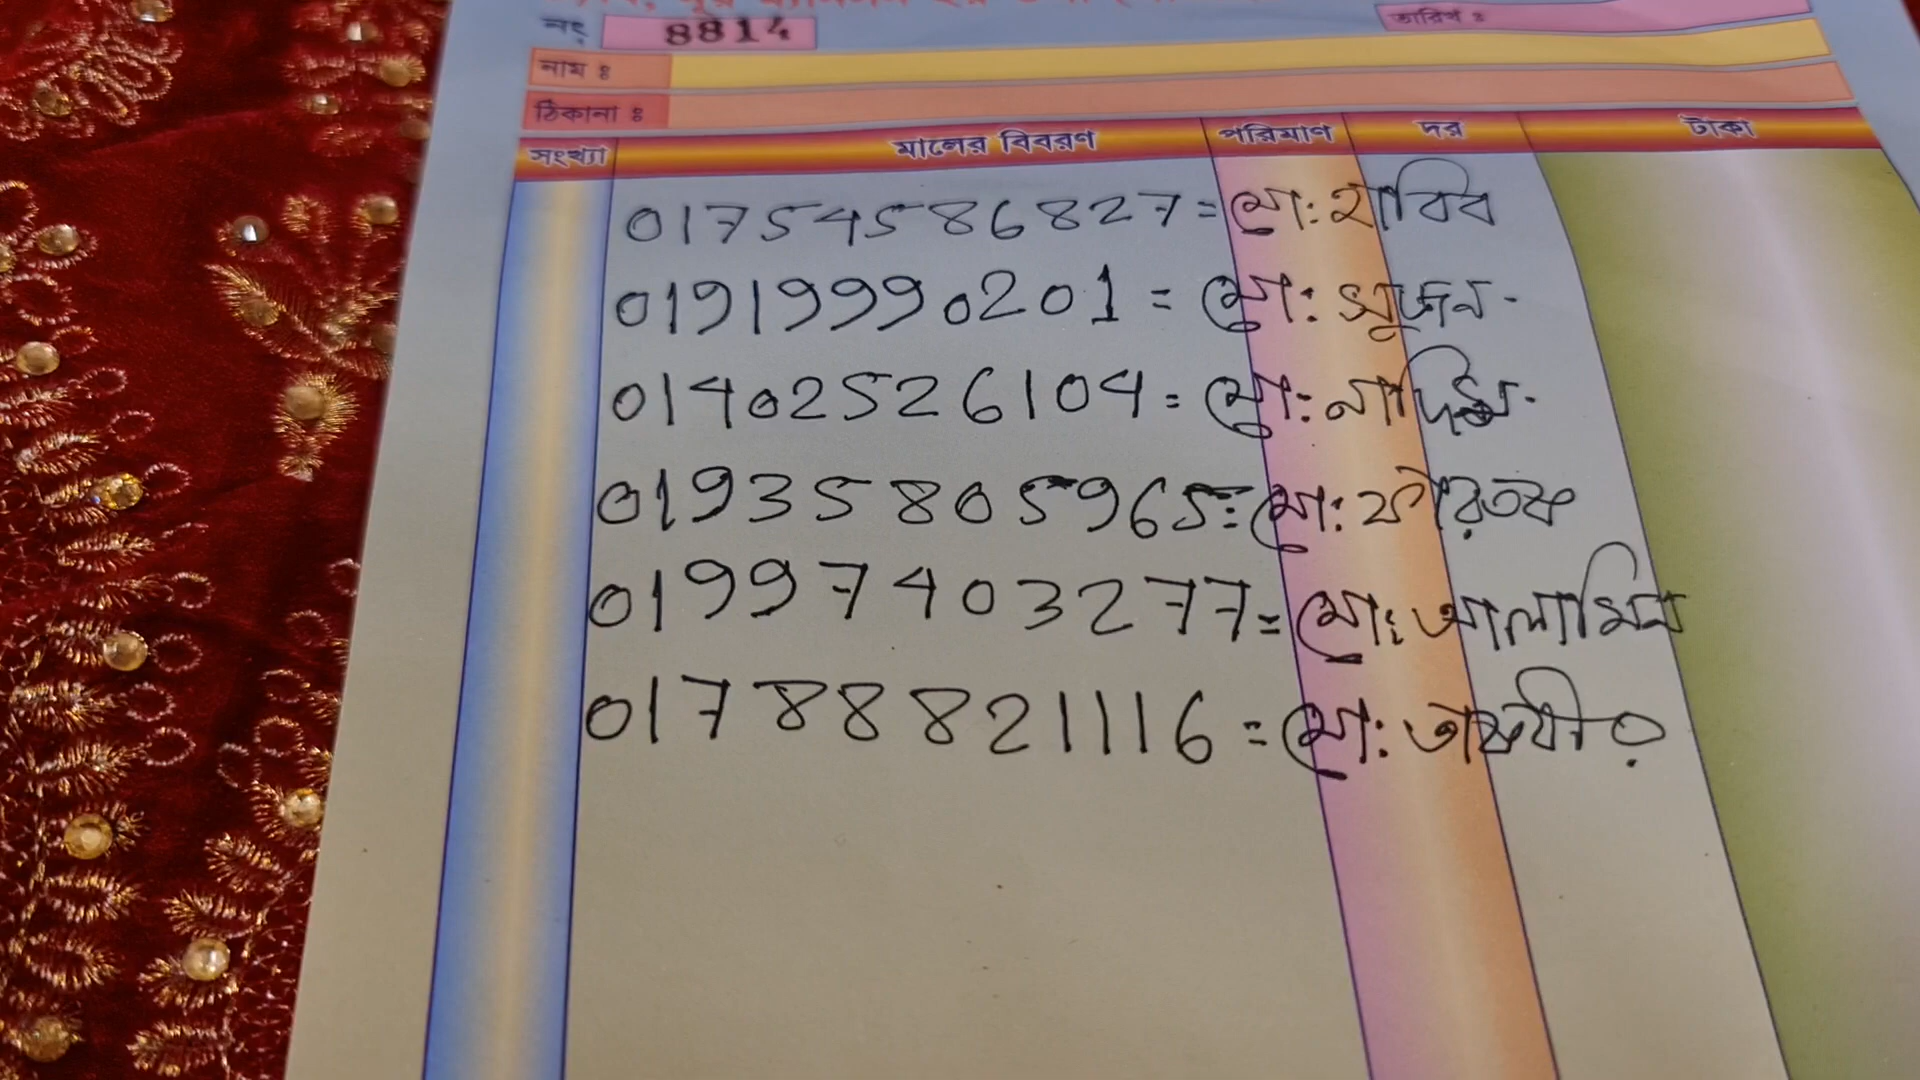 নং 8814 তারিখ ঃ
নাম ঃ
ঠিকানা ঃ
সংখ্যা মালের বিবরণ পরিমাণ দর টাকা
01754586827 = মো: হাবিব
01919990201 = মো: সুজন
01402526104 = মো:
01935805965 = মো:
01997403277 = মো: আলামিন
01788821116 = মো: